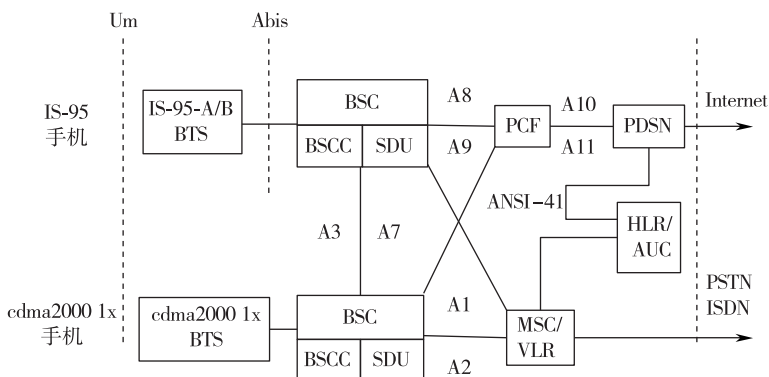 Um
Abis
IS-95
手机
IS-95-A/B
BTS
BSC
BSCC
SDU
A8
A9
PCF
A10
A11
PDSN
Internet
ANSI-41
HLR/
AUC
A3
A7
cdma2000 1x
手机
cdma2000 1x
BTS
BSC
BSCC
SDU
A1
A2
MSC/
VLR
PSTN
ISDN